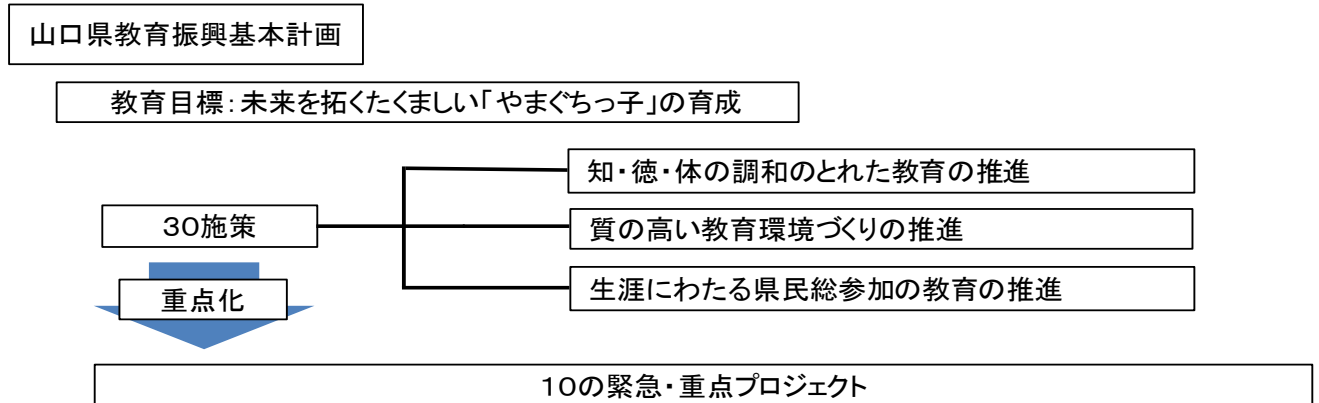 山口県教育振興基本計画
教育目標:未来を拓くたくましい「やまぐちっ子」の育成
知・徳・体の調和のとれた教育の推進
30施策
質の高い教育環境づくりの推進
生涯にわたる県民総参加の教育の推進
重点化
10の緊急・重点プロジェクト